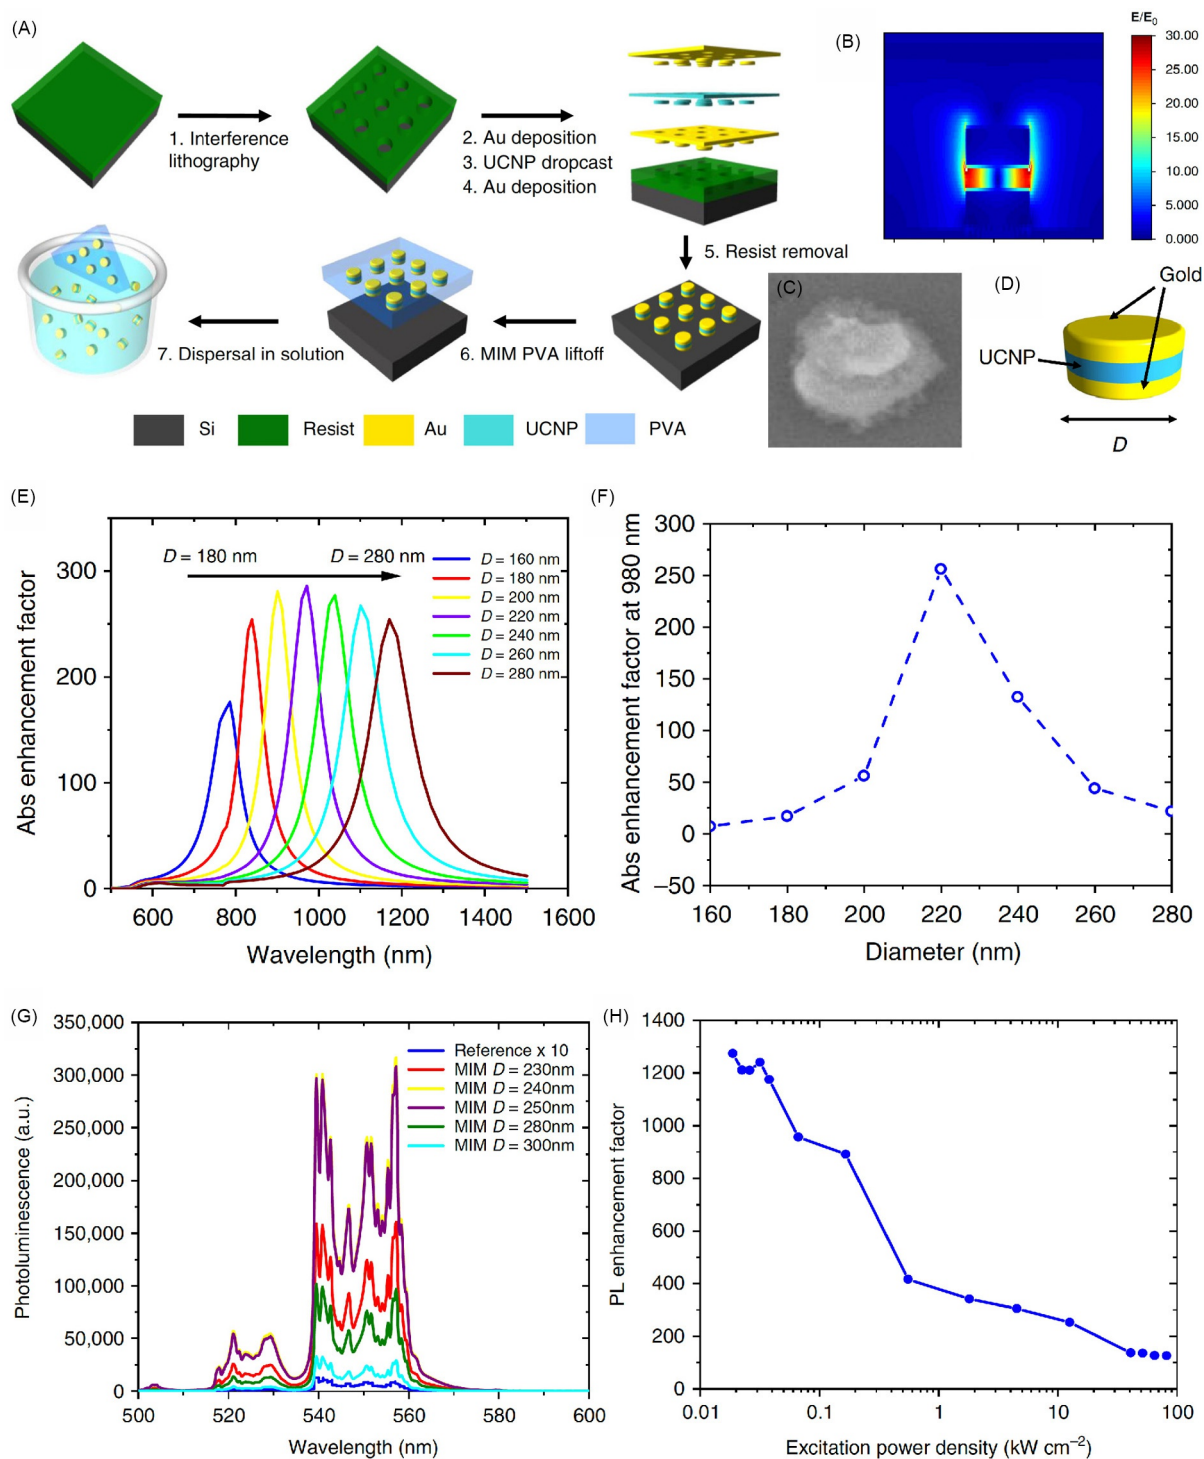 (A)
1. Interference
lithography
2. Au deposition
3. UCNP dropcast
4. Au deposition
5. Resist removal
6. MIM PVA liftoff
7. Dispersal in solution
Si
Resist
Au
UCNP
PVA
(B)
E/E0
30.00
25.00
20.00
15.00
10.00
5.000
0.000
(C)
(D)
Gold
UCNP
D
(E)
Abs enhancement factor
300
200
100
0
D = 180 nm
D = 280 nm
D = 160 nm
D = 180 nm
D = 200 nm
D = 220 nm
D = 240 nm
D = 260 nm
D = 280 nm
600 800 1000 1200 1400 1600
Wavelength (nm)
(F)
Abs enhancement factor at 980 nm
300
250
200
150
100
50
0
–50
160 180 200 220 240 260 280
Diameter (nm)
(G)
Photoluminescence (a.u.)
350,000
300,000
250,000
200,000
150,000
100,000
50,000
0
Reference x 10
MIM D = 230nm
MIM D = 240nm
MIM D = 250nm
MIM D = 280nm
MIM D = 300nm
500 520 540 560 580 600
Wavelength (nm)
(H)
PL enhancement factor
1400
1200
1000
800
600
400
200
0
0.01 0.1 1 10 100
Excitation power density (kW cm⁻²)